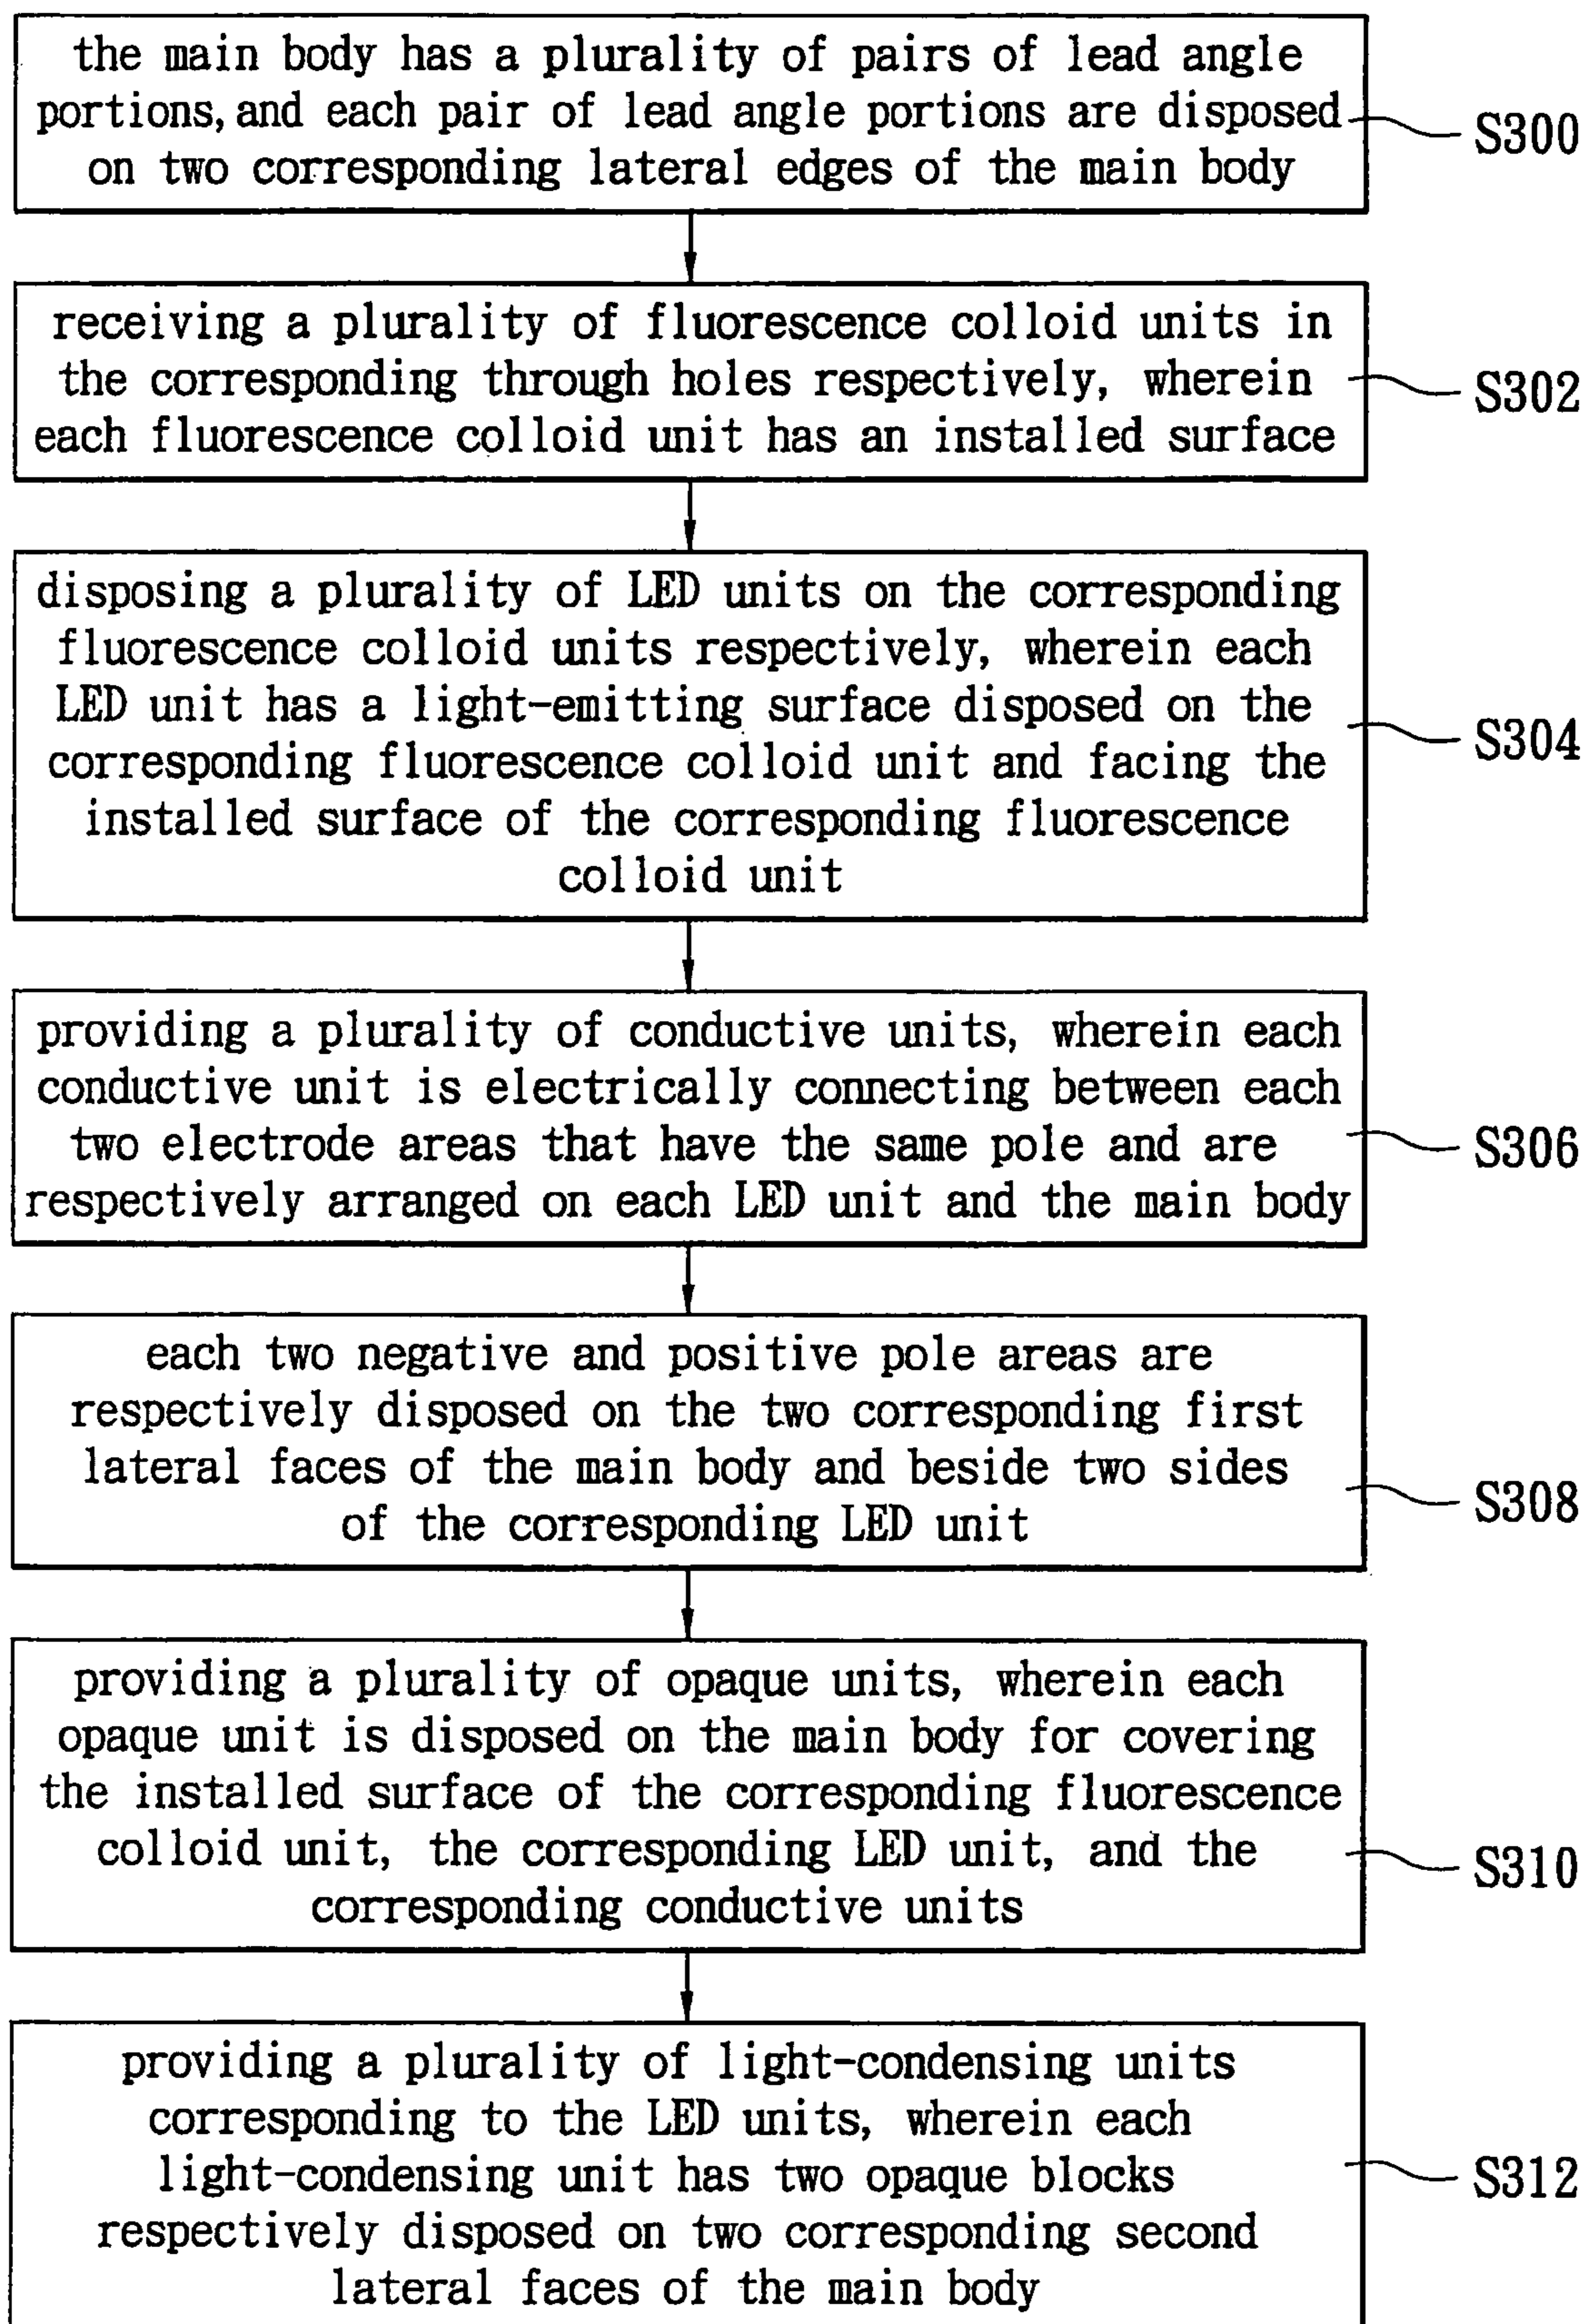 the main body has a plurality of pairs of lead angle
portions, and each pair of lead angle portions are disposed
on two corresponding lateral edges of the main body
S300
receiving a plurality of fluorescence colloid units in
the corresponding through holes respectively, wherein
each fluorescence colloid unit has an installed surface
S302
disposing a plurality of LED units on the corresponding
fluorescence colloid units respectively, wherein each
LED unit has a light-emitting surface disposed on the
corresponding fluorescence colloid unit and facing the
installed surface of the corresponding fluorescence
colloid unit
S304
providing a plurality of conductive units, wherein each
conductive unit is electrically connecting between each
two electrode areas that have the same pole and are
respectively arranged on each LED unit and the main body
S306
each two negative and positive pole areas are
respectively disposed on the two corresponding first
lateral faces of the main body and beside two sides
of the corresponding LED unit
S308
providing a plurality of opaque units, wherein each
opaque unit is disposed on the main body for covering
the installed surface of the corresponding fluorescence
colloid unit, the corresponding LED unit, and the
corresponding conductive units
S310
providing a plurality of light-condensing units
corresponding to the LED units, wherein each
light-condensing unit has two opaque blocks
respectively disposed on two corresponding second
lateral faces of the main body
S312